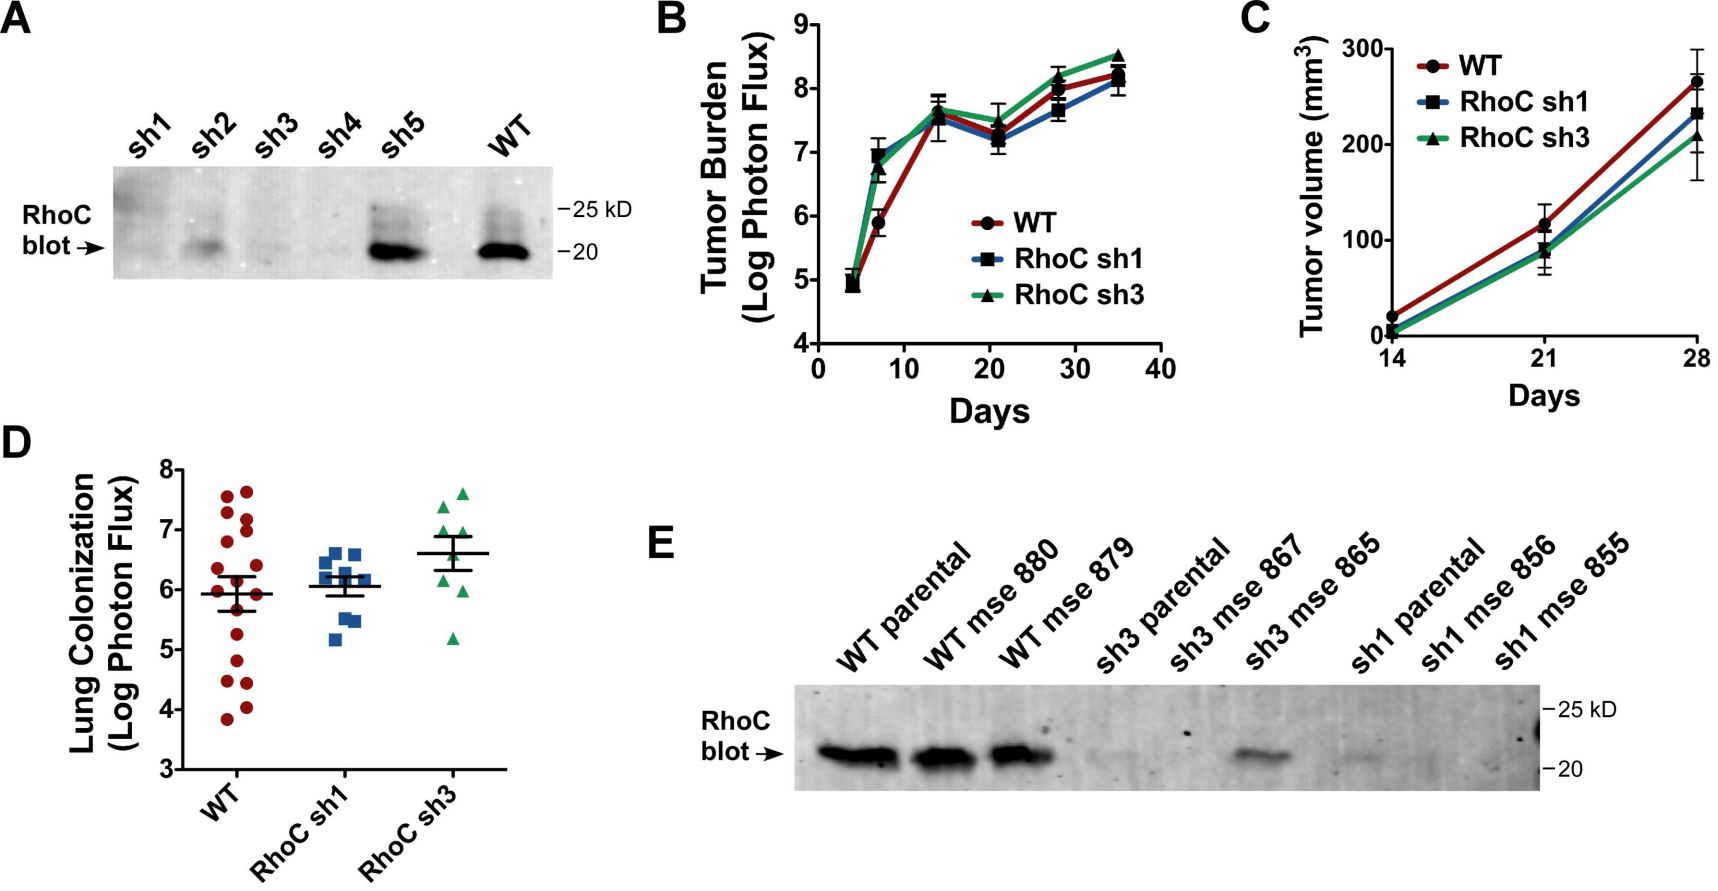 A
sh1
sh2
sh3
sh4
sh5
WT
RhoC
blot
25 kD
20
B
Tumor Burden
(Log Photon Flux)
9
8
7
6
5
4
0
10
20
30
40
Days
WT
RhoC sh1
RhoC sh3
C
Tumor volume (mm³)
300
200
100
0
14
21
28
Days
WT
RhoC sh1
RhoC sh3
D
Lung Colonization
(Log Photon Flux)
8
7
6
5
4
3
WT
RhoC sh1
RhoC sh3
E
WT parental
WT mse 880
WT mse 879
sh3 parental
sh3 mse 867
sh3 mse 865
sh1 parental
sh1 mse 856
sh1 mse 855
RhoC
blot
25 kD
20